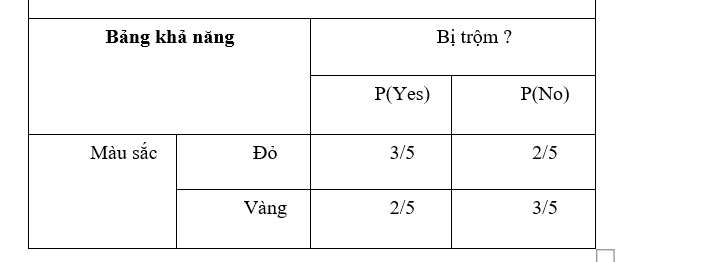 Bảng khả năng
Bị trộm ?
P(Yes)
P(No)
Màu sắc
Đỏ
3/5
2/5
Vàng
2/5
3/5